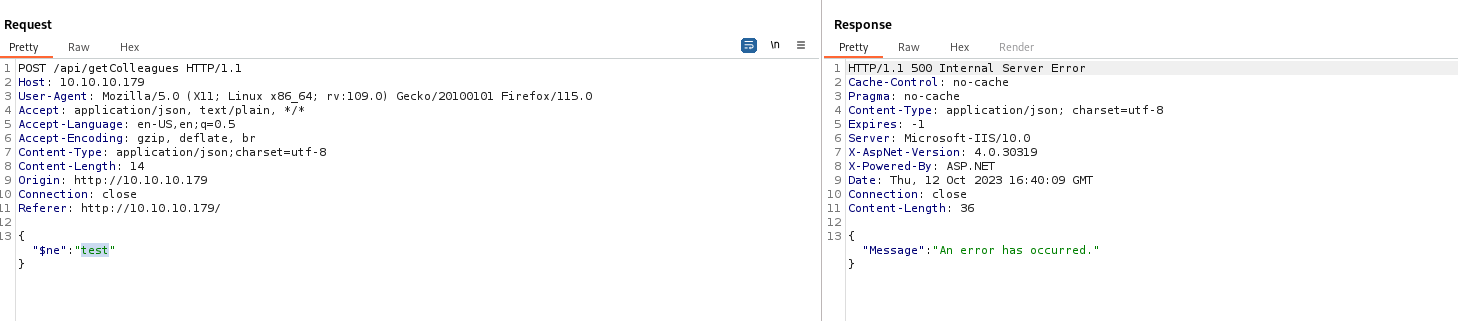 Request
Pretty Raw Hex \n
1 POST /api/getColleagues HTTP/1.1
2 Host: 10.10.10.179
3 User-Agent: Mozilla/5.0 (X11; Linux x86_64; rv:109.0) Gecko/20100101 Firefox/115.0
4 Accept: application/json, text/plain, */*
5 Accept-Language: en-US,en;q=0.5
6 Accept-Encoding: gzip, deflate, br
7 Content-Type: application/json;charset=utf-8
8 Content-Length: 14
9 Origin: http://10.10.10.179
10 Connection: close
11 Referer: http://10.10.10.179/
12
13 {
"$ne":"test"
}
Response
Pretty Raw Hex Render
1 HTTP/1.1 500 Internal Server Error
2 Cache-Control: no-cache
3 Pragma: no-cache
4 Content-Type: application/json; charset=utf-8
5 Expires: -1
6 Server: Microsoft-IIS/10.0
7 X-AspNet-Version: 4.0.30319
8 X-Powered-By: ASP.NET
9 Date: Thu, 12 Oct 2023 16:40:09 GMT
10 Connection: close
11 Content-Length: 36
12
13 {
"Message":"An error has occurred."
}